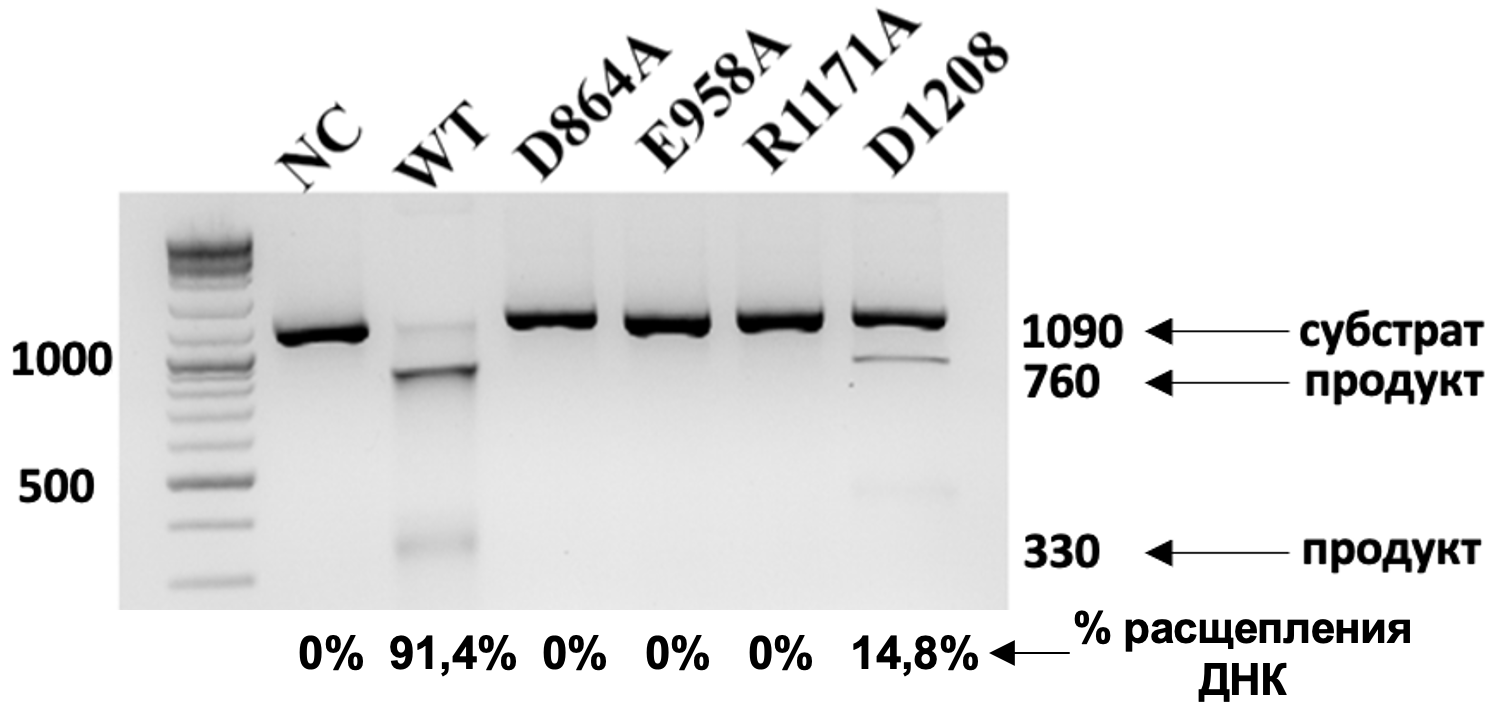 NC WT D864A E958A R1171A D1208
1000
500
1090 субстрат
760 продукт
330 продукт
0% 91,4% 0% 0% 0% 14,8%
% расщепления
ДНК